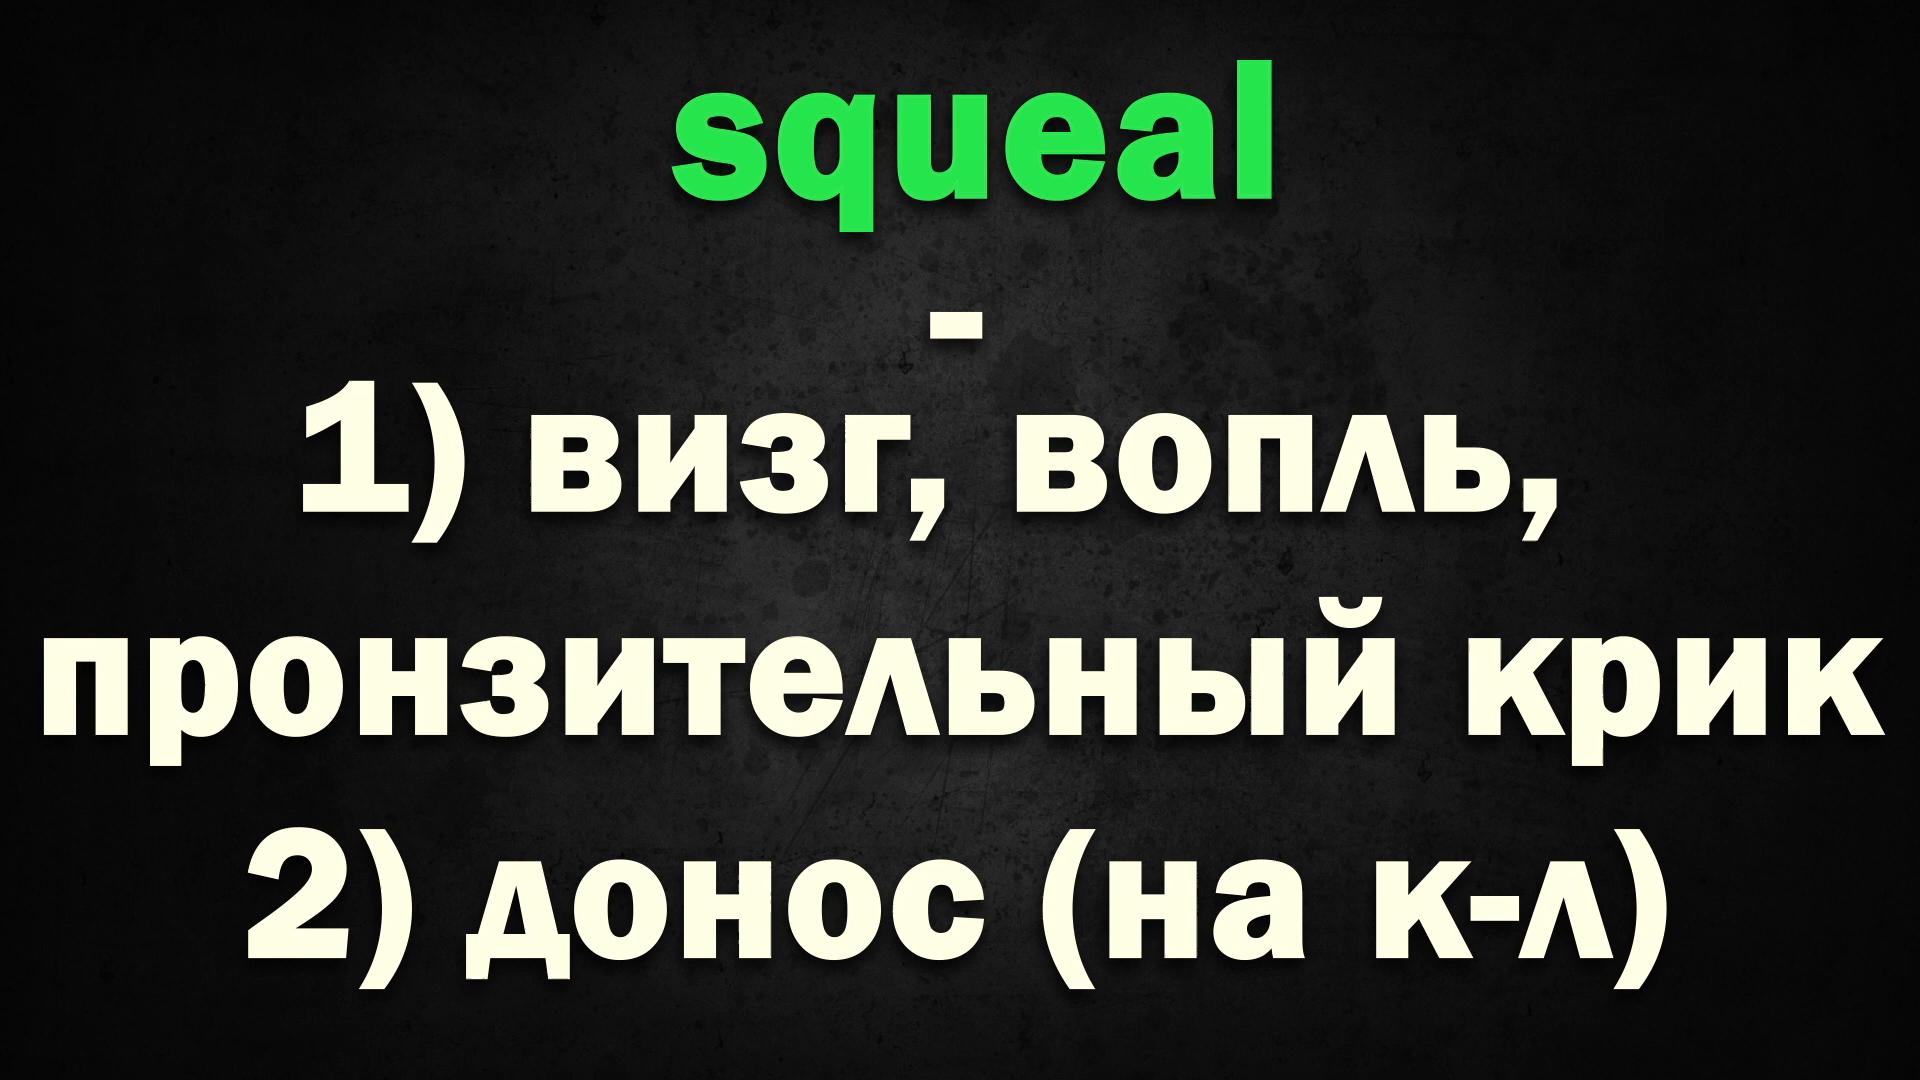 squeal
-
1) визг, вопль,
пронзительный крик
2) донос (на к-л)